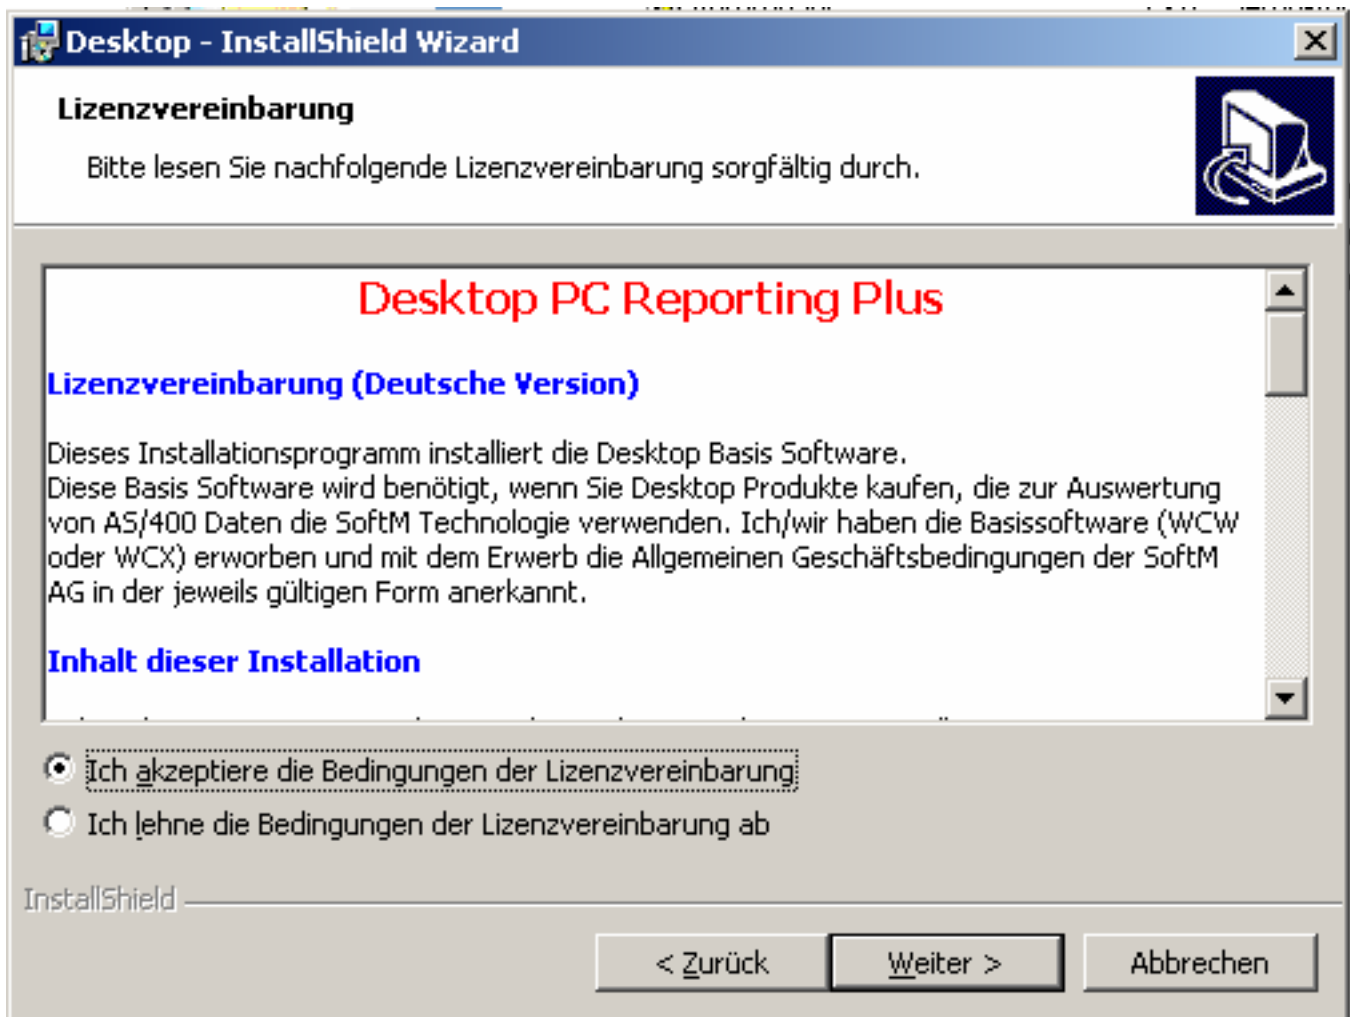 Desktop - InstallShield Wizard
Lizenzvereinbarung
Bitte lesen Sie nachfolgende Lizenzvereinbarung sorgfältig durch.
Desktop PC Reporting Plus
Lizenzvereinbarung (Deutsche Version)
Dieses Installationsprogramm installiert die Desktop Basis Software.
Diese Basis Software wird benötigt, wenn Sie Desktop Produkte kaufen, die zur Auswertung
von AS/400 Daten die SoftM Technologie verwenden. Ich/wir haben die Basissoftware (WCW
oder WCX) erworben und mit dem Erwerb die Allgemeinen Geschäftsbedingungen der SoftM
AG in der jeweils gültigen Form anerkannt.
Inhalt dieser Installation
Ich akzeptiere die Bedingungen der Lizenzvereinbarung
Ich lehne die Bedingungen der Lizenzvereinbarung ab
InstallShield
< Zurück
Weiter >
Abbrechen